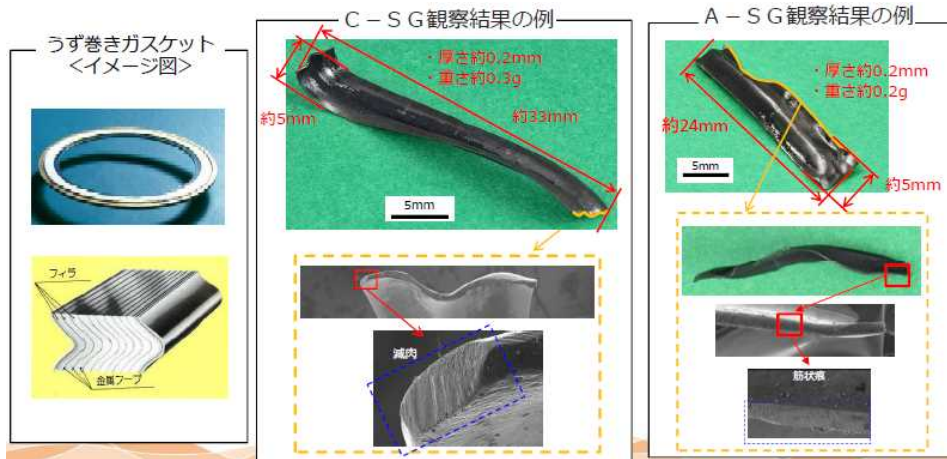 うず巻きガスケット
<イメージ図>
フィラ
金属フープ
C－SG観察結果の例
・厚さ約0.2mm
・重さ約0.3g
約5mm
約33mm
5mm
減肉
A－SG観察結果の例
・厚さ約0.2mm
・重さ約0.2g
約24mm
約5mm
5mm
筋状痕